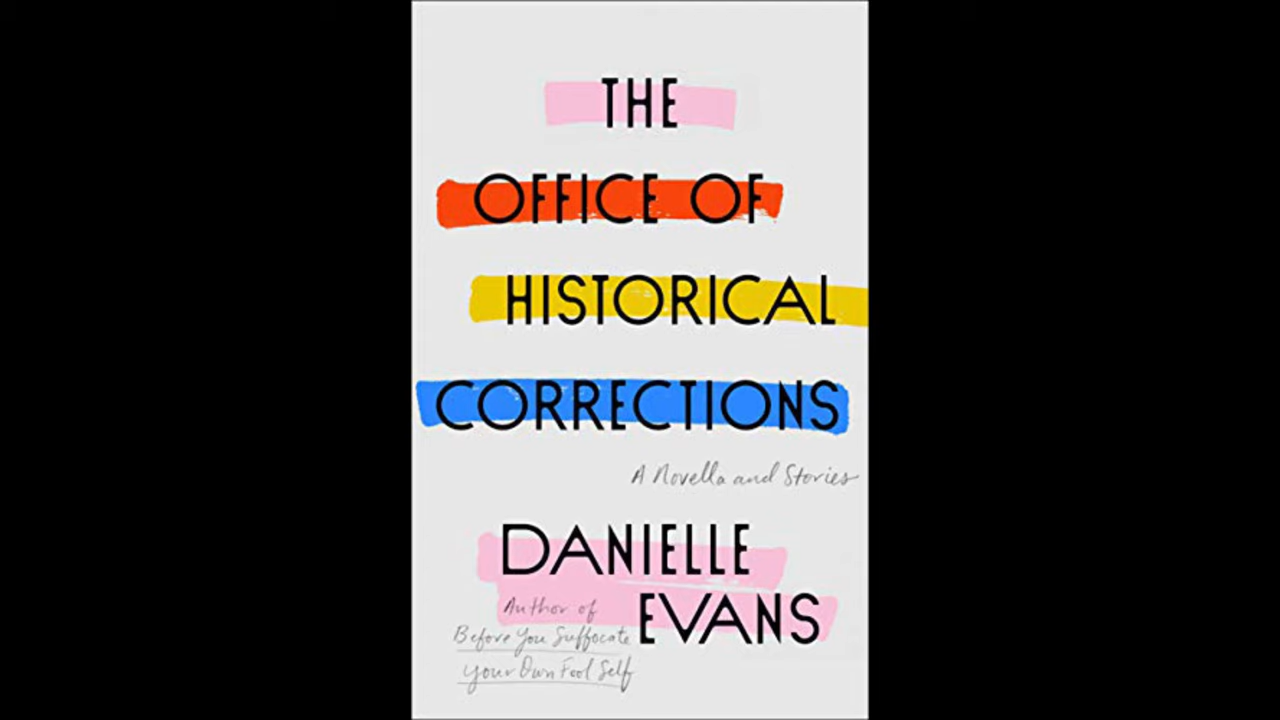 THE
OFFICE OF
HISTORICAL
CORRECTIONS
A Novella and Stories
DANIELLE
EVANS
Author of
Before You Suffocate
Your Own Fool Self